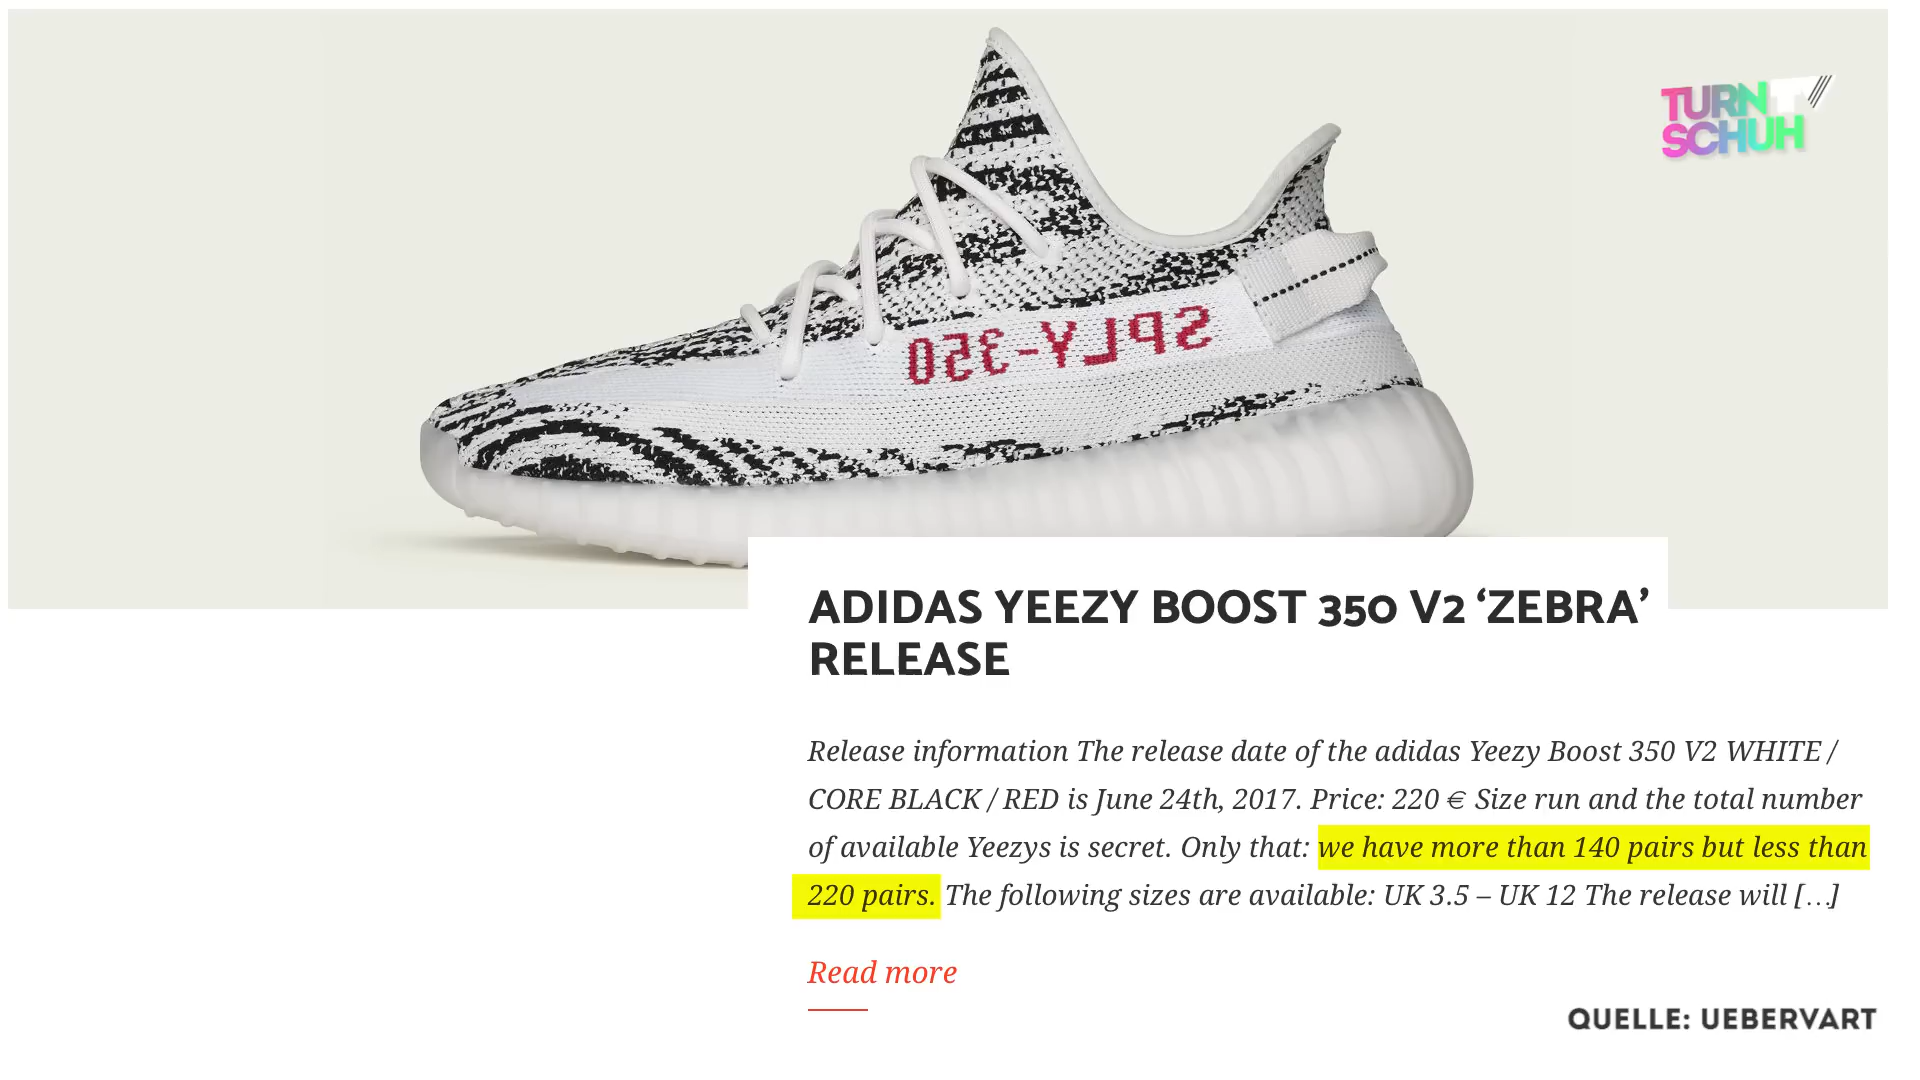 TURN TV
SCHUH
SPLY-350
ADIDAS YEEZY BOOST 350 V2 ‘ZEBRA’
RELEASE
Release information The release date of the adidas Yeezy Boost 350 V2 WHITE /
CORE BLACK / RED is June 24th, 2017. Price: 220 € Size run and the total number
of available Yeezys is secret. Only that: we have more than 140 pairs but less than
220 pairs. The following sizes are available: UK 3.5 – UK 12 The release will […]
Read more
QUELLE: UEBERVART